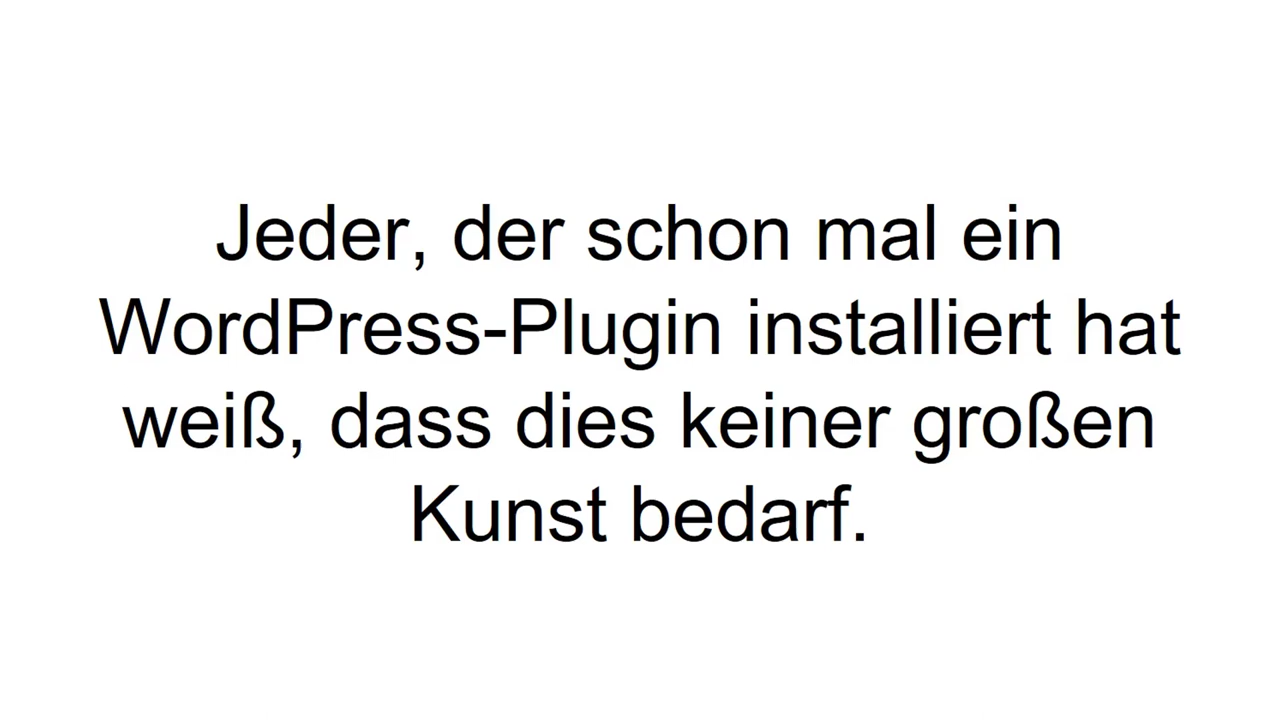 Jeder, der schon mal ein
WordPress-Plugin installiert hat
weiß, dass dies keiner großen
Kunst bedarf.